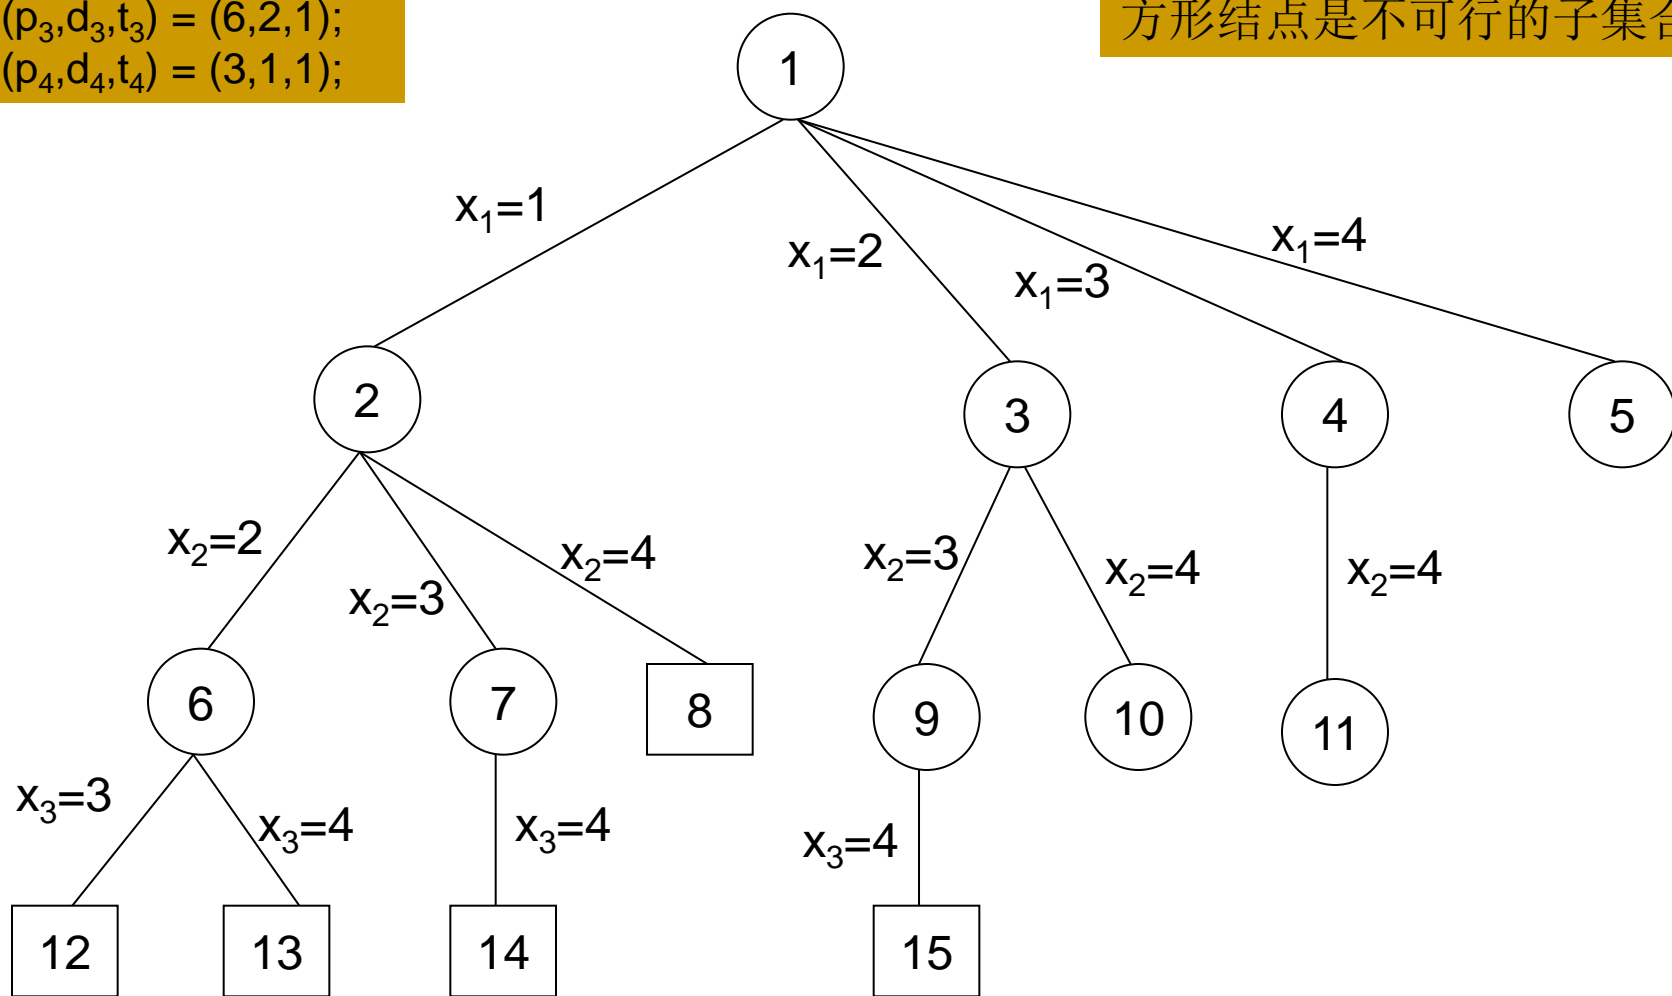 (p₃,d₃,t₃) = (6,2,1);
(p₄,d₄,t₄) = (3,1,1);
方形结点是不可行的子集合
1
x₁=1
x₁=2
x₁=3
x₁=4
2
3
4
5
x₂=2
x₂=3
x₂=4
x₂=3
x₂=4
x₂=4
6
7
8
9
10
11
x₃=3
x₃=4
x₃=4
x₃=4
12
13
14
15